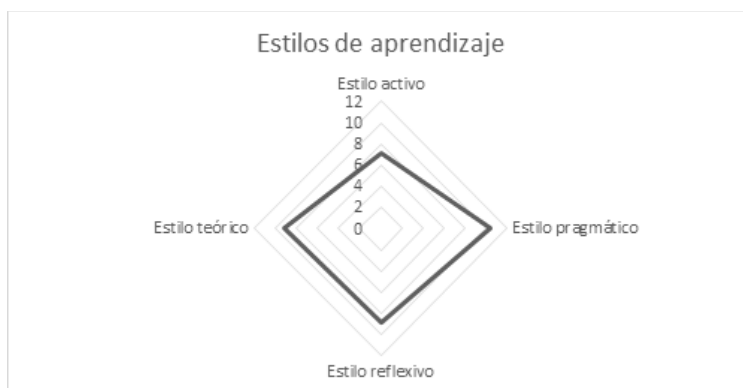 Estilos de aprendizaje
Estilo activo
12
10
8
6
4
2
0
Estilo teórico
Estilo pragmático
Estilo reflexivo